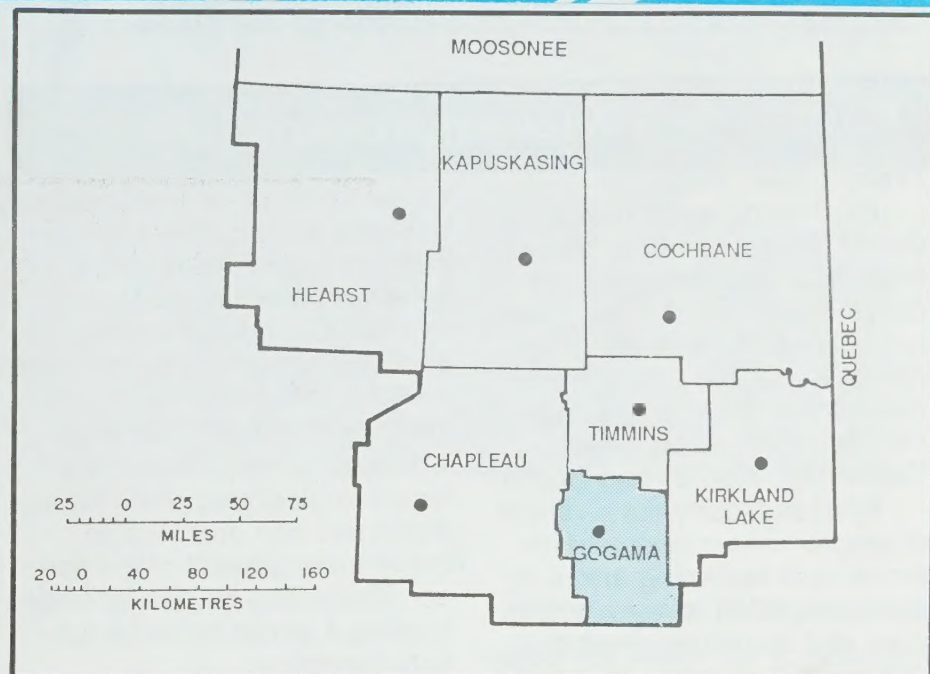 MOOSONEE
KAPUSKASING
COCHRANE
HEARST
QUEBEC
TIMMINS
CHAPLEAU
KIRKLAND
LAKE
25 0 25 50 75
MILES
GOGAMA
20 0 40 80 120 160
KILOMETRES